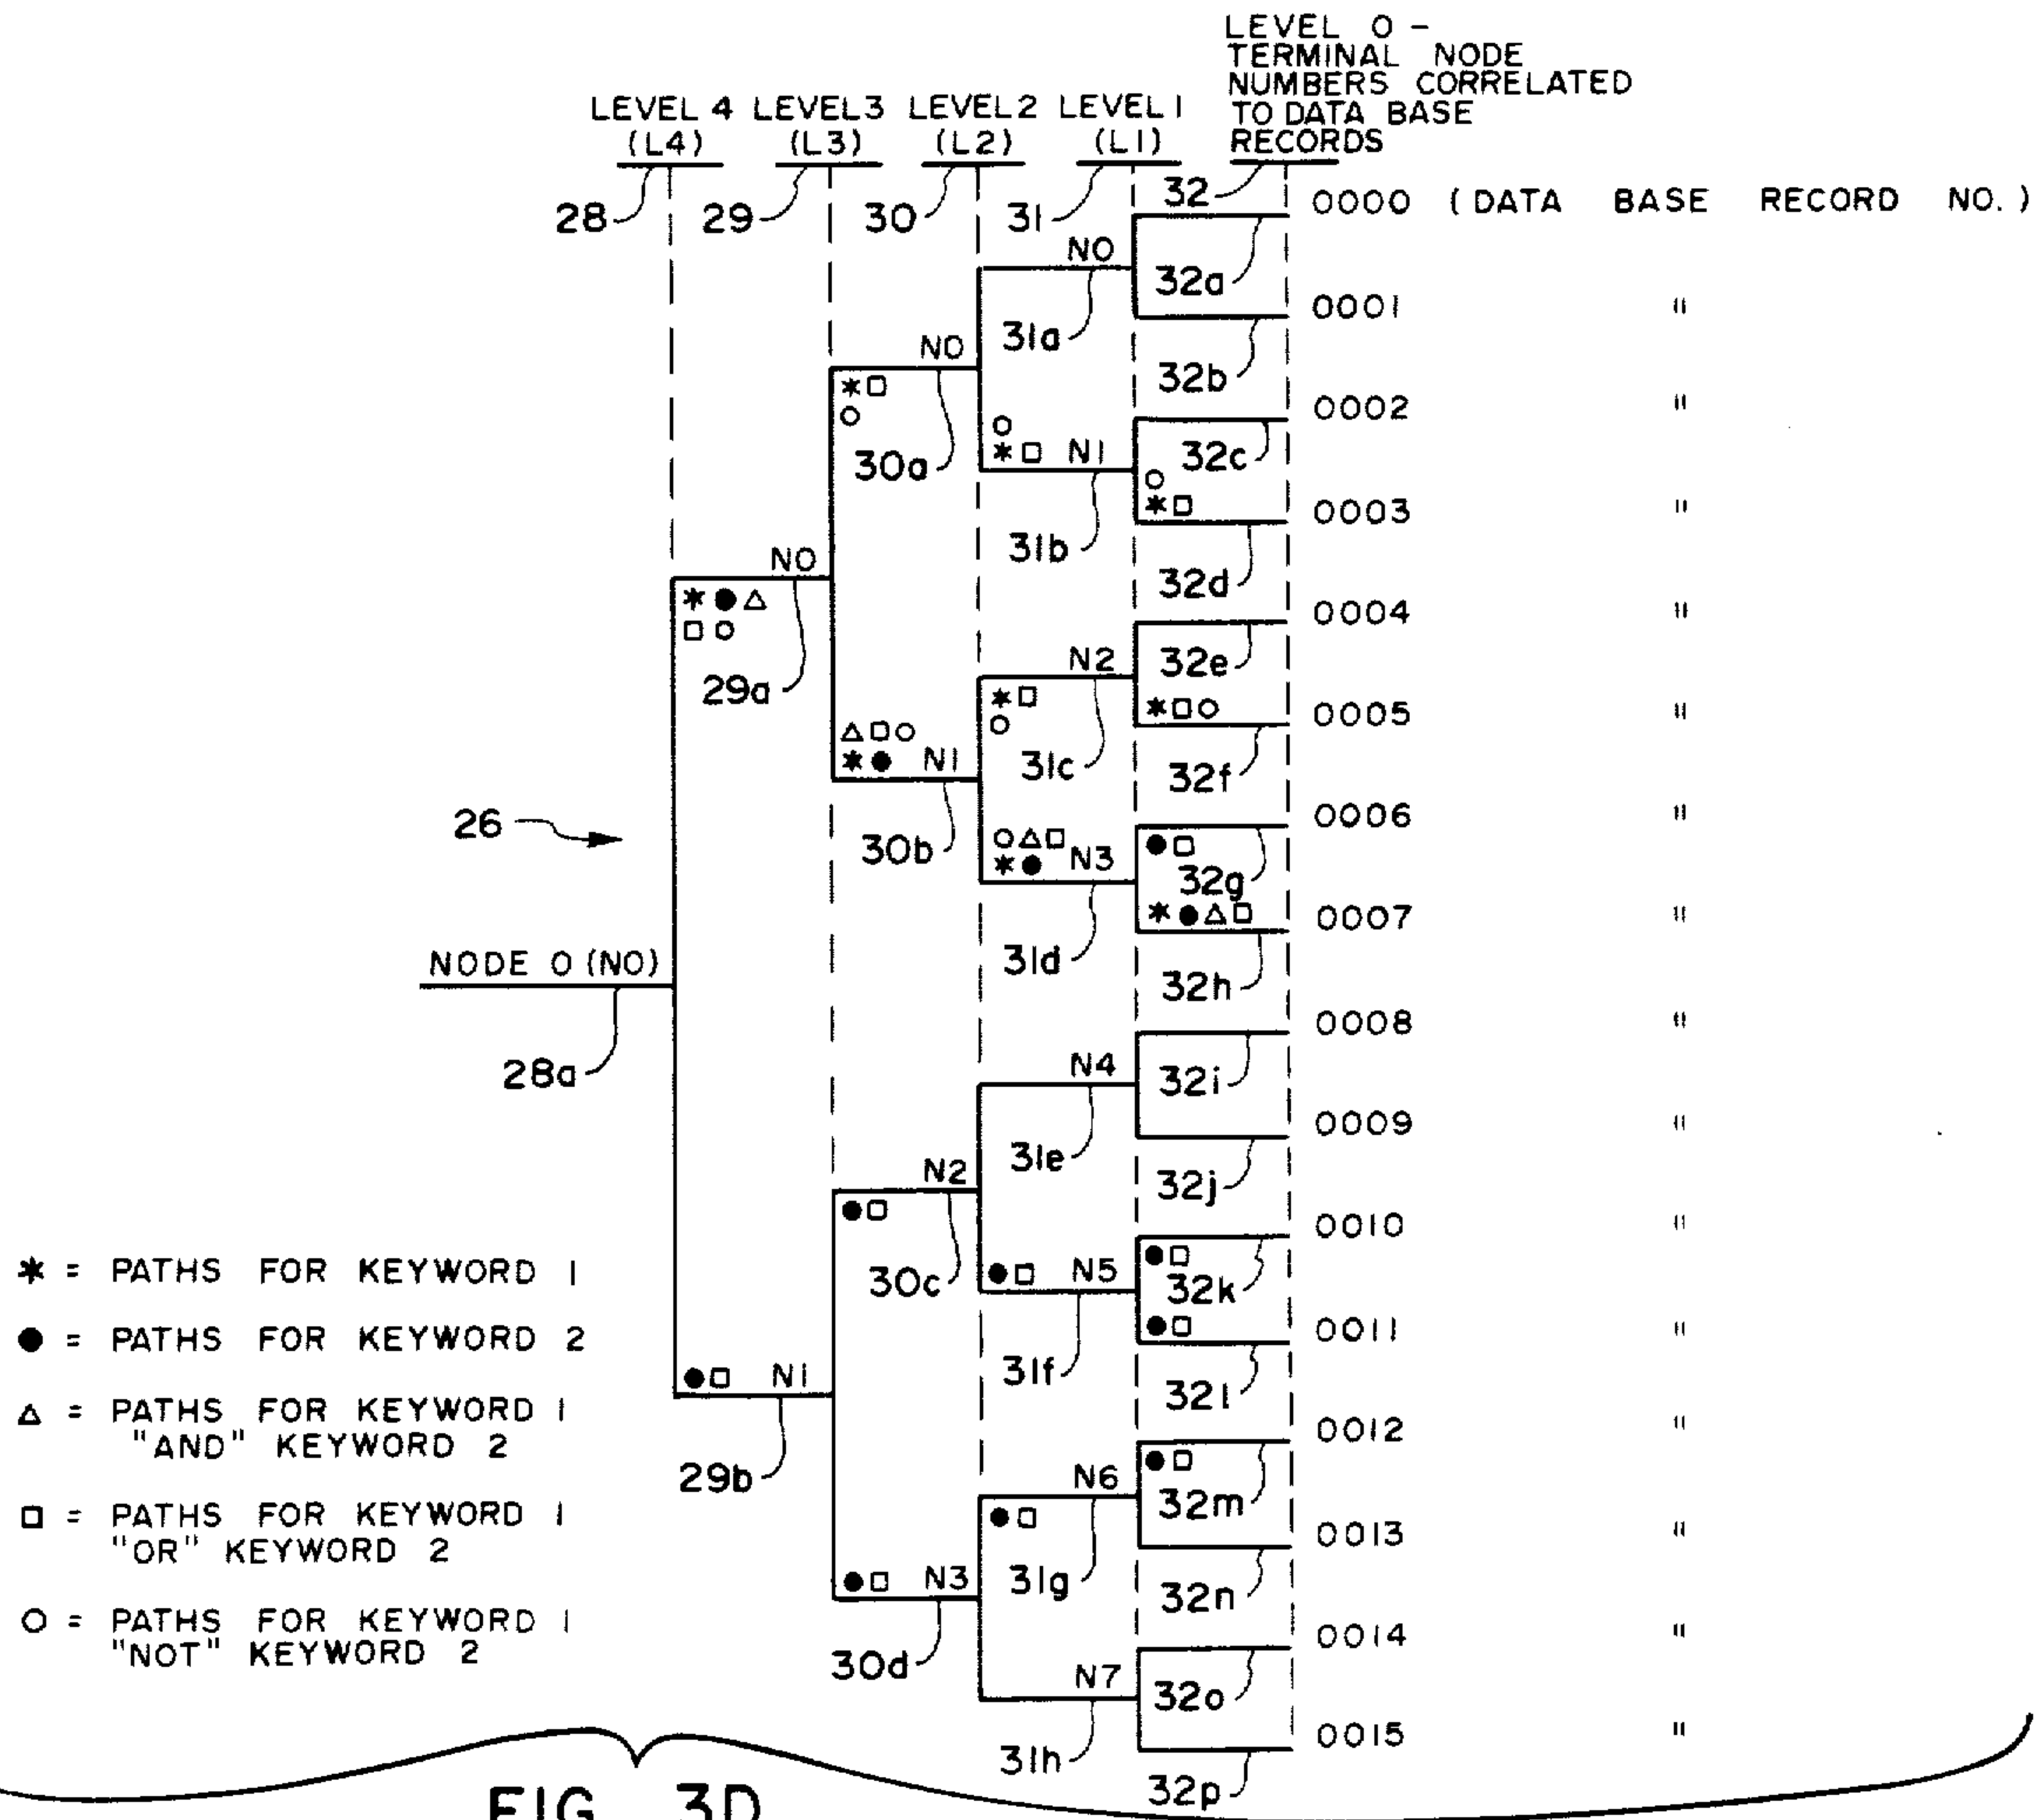 LEVEL 0 -
TERMINAL NODE
NUMBERS CORRELATED
TO DATA BASE
RECORDS
LEVEL 4 LEVEL3 LEVEL2 LEVEL1
(L4) (L3) (L2) (L1)
28 29 30 31 32
0000 (DATA BASE RECORD NO.)
N0
32a
0001 "
31a
N0
32b
0002 "
30a
N1
32c
0003 "
31b
N0
32d
0004 "
29a
N2
32e
0005 "
31c
N1
32f
0006 "
26
30b
N3
32g
0007 "
31d
NODE 0 (N0)
32h
0008 "
28a
N4
32i
0009 "
31e
N2
32j
0010 "
30c
N5
32k
0011 "
31f
N1
32l
0012 "
29b
N6
32m
0013 "
31g
N3
32n
0014 "
30d
N7
32o
0015 "
31h
32p
* = PATHS FOR KEYWORD 1
● = PATHS FOR KEYWORD 2
△ = PATHS FOR KEYWORD 1
"AND" KEYWORD 2
□ = PATHS FOR KEYWORD 1
"OR" KEYWORD 2
○ = PATHS FOR KEYWORD 1
"NOT" KEYWORD 2
FIG. 3D